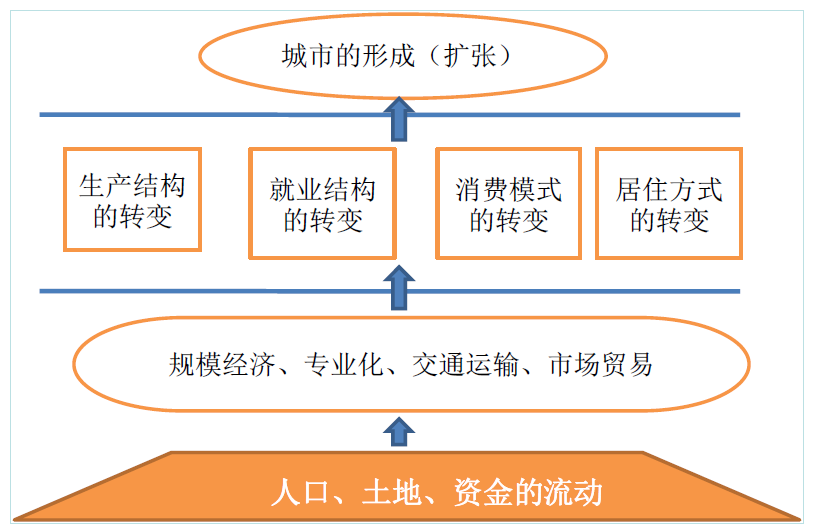 城市的形成（扩张）
生产结构
的转变
就业结构
的转变
消费模式
的转变
居住方式
的转变
规模经济、专业化、交通运输、市场贸易
人口、土地、资金的流动